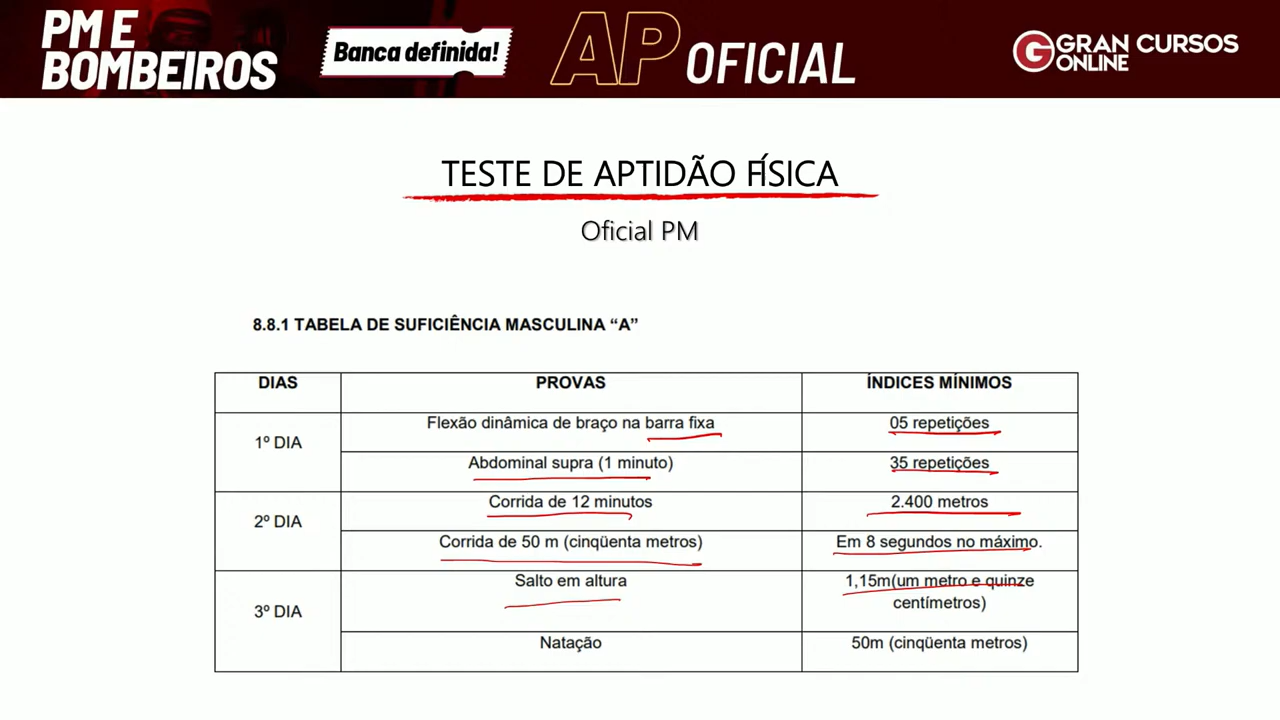 PM E
BOMBEIROS
Banca definida!
AP OFICIAL
GRAN CURSOS
ONLINE
TESTE DE APTIDÃO FÍSICA
Oficial PM
8.8.1 TABELA DE SUFICIÊNCIA MASCULINA “A”
DIAS PROVAS ÍNDICES MÍNIMOS
1º DIA
Flexão dinâmica de braço na barra fixa 05 repetições
Abdominal supra (1 minuto) 35 repetições
2º DIA
Corrida de 12 minutos 2.400 metros
Corrida de 50 m (cinqüenta metros) Em 8 segundos no máximo.
3º DIA
Salto em altura 1,15m(um metro e quinze
centímetros)
Natação 50m (cinqüenta metros)